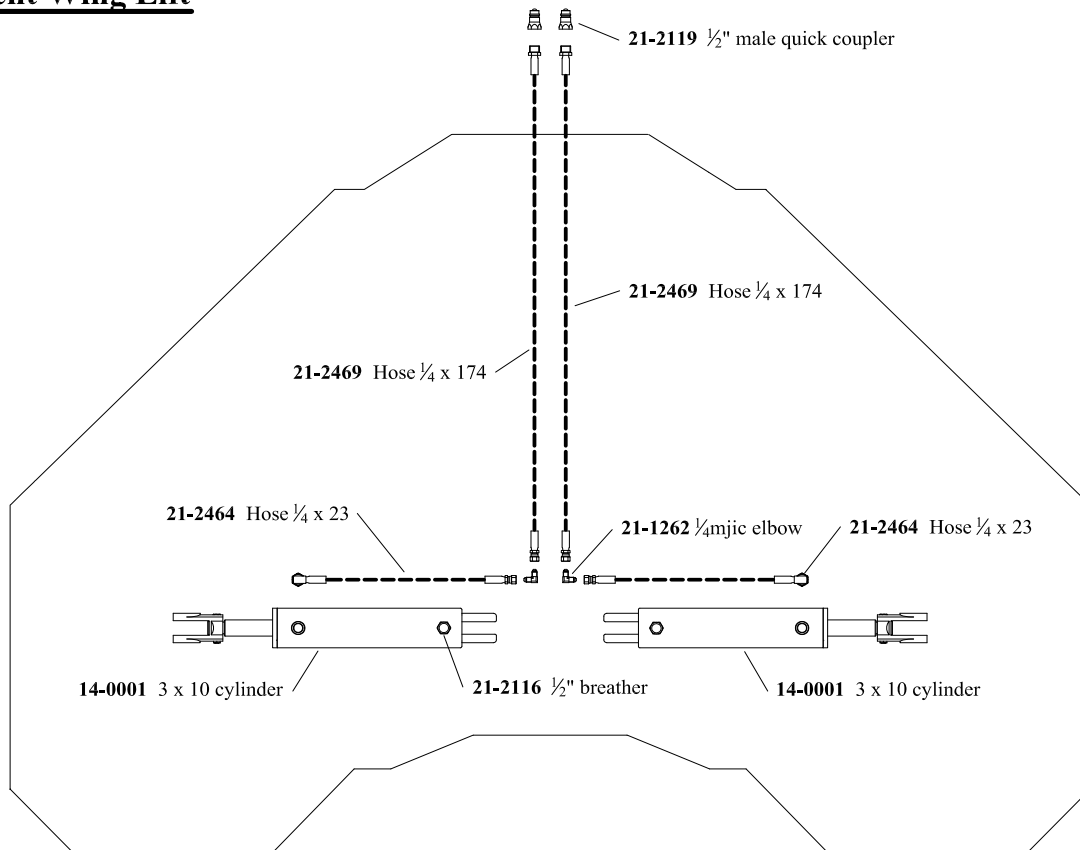 Wing Lift
21-2119 ½" male quick coupler
21-2469 Hose ¼ x 174
21-2469 Hose ¼ x 174
21-2464 Hose ¼ x 23
21-1262 ¼mjic elbow
21-2464 Hose ¼ x 23
14-0001 3 x 10 cylinder
21-2116 ½" breather
14-0001 3 x 10 cylinder